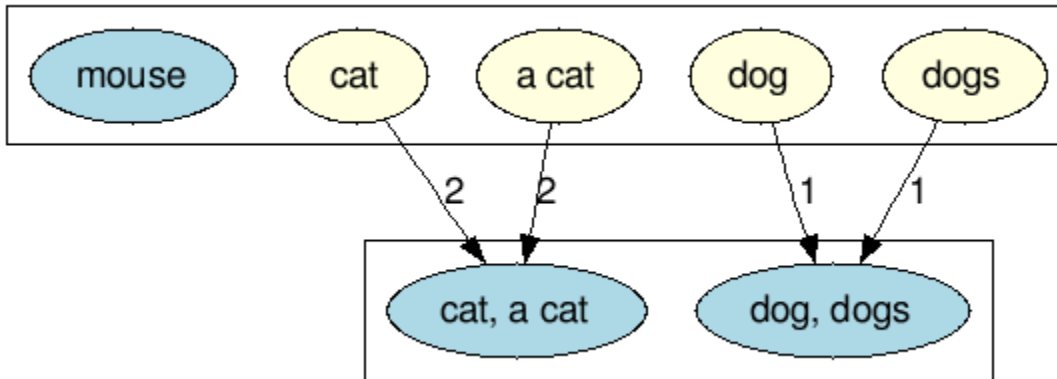 mouse
cat
a cat
dog
dogs
2
2
1
1
cat, a cat
dog, dogs